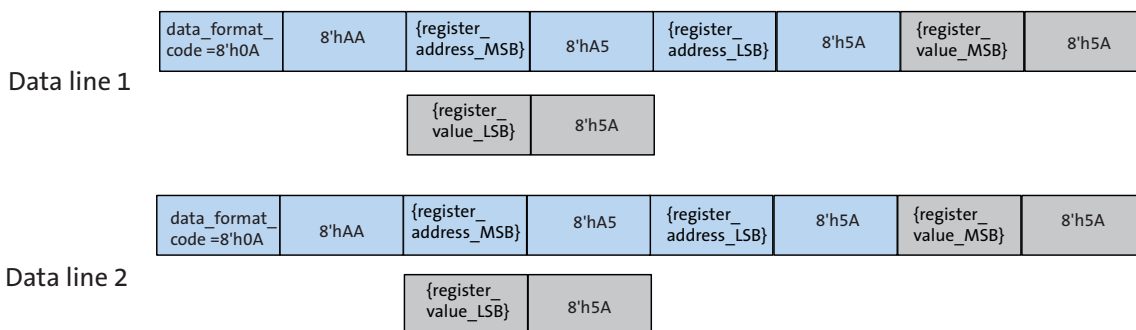 data_format_ code =8'h0A 8'hAA {register_ address_MSB} 8'hA5 {register_ address_LSB} 8'h5A {register_ value_MSB} 8'h5A
Data line 1
{register_ value_LSB} 8'h5A
data_format_ code =8'h0A 8'hAA {register_ address_MSB} 8'hA5 {register_ address_LSB} 8'h5A {register_ value_MSB} 8'h5A
Data line 2
{register_ value_LSB} 8'h5A